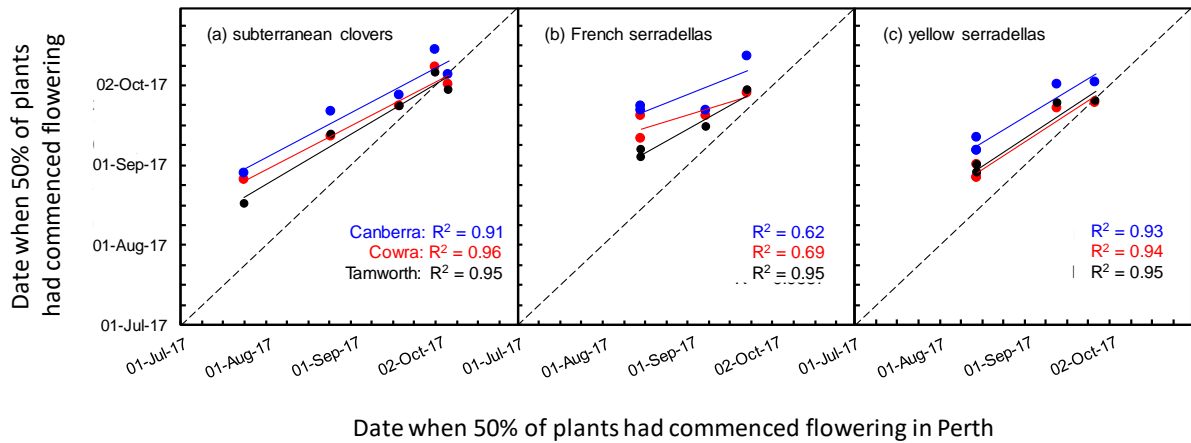 Date when 50% of plants
had commenced flowering
(a) subterranean clovers
(b) French serradellas
(c) yellow serradellas
02-Oct-17
01-Sep-17
01-Aug-17
01-Jul-17
Canberra: R² = 0.91
Cowra: R² = 0.96
Tamworth: R² = 0.95
R² = 0.62
R² = 0.69
R² = 0.95
R² = 0.93
R² = 0.94
R² = 0.95
01-Jul-17
01-Aug-17
01-Sep-17
02-Oct-17
01-Jul-17
01-Aug-17
01-Sep-17
02-Oct-17
01-Jul-17
01-Aug-17
01-Sep-17
02-Oct-17
Date when 50% of plants had commenced flowering in Perth